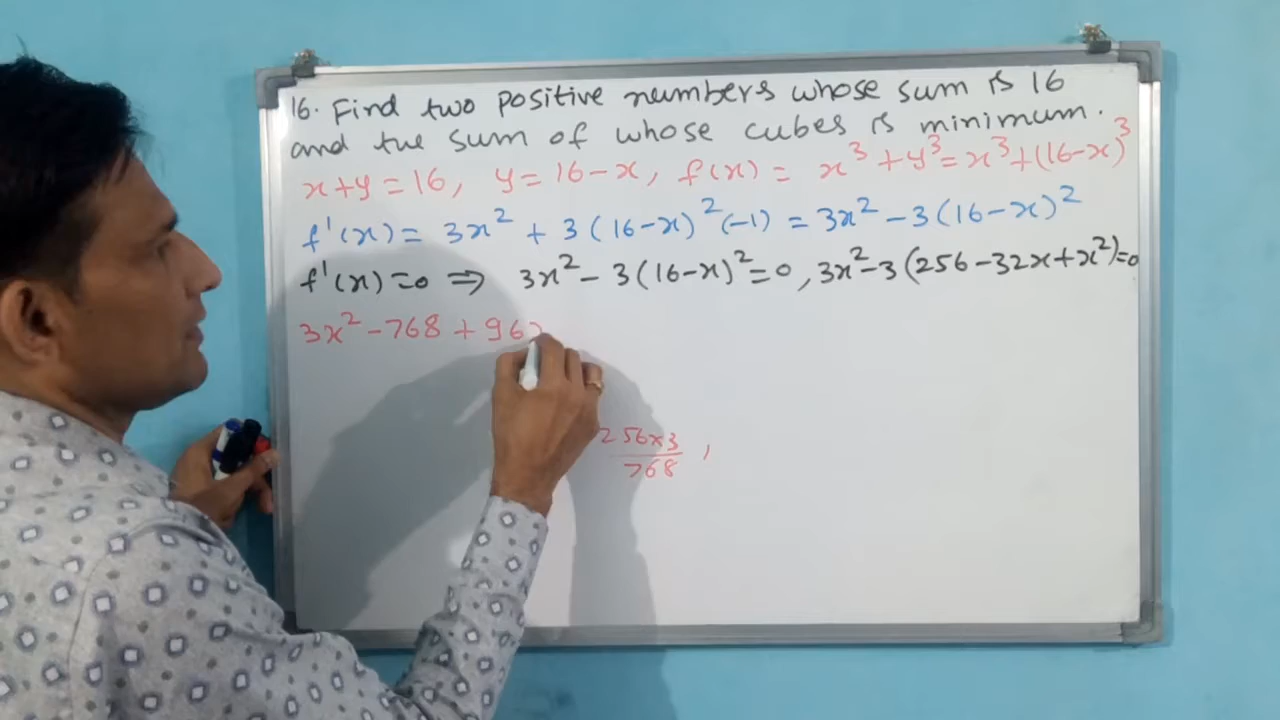 16. Find two positive numbers whose sum is 16
and the sum of whose cubes is minimum.
x+y=16, y=16-x, f(x) = x³+y³=x³+(16-x)³
f'(x)= 3x²+3(16-x)²(-1) = 3x²-3(16-x)²
f'(x)=0 ⇒ 3x²-3(16-x)²=0, 3x²-3(256-32x+x²)=0
3x²-768+96
256×3
768 ,